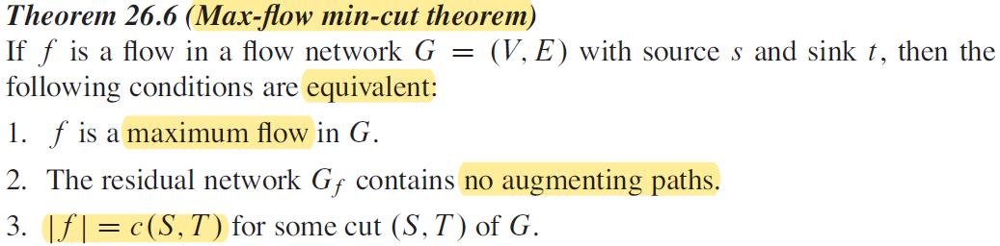 Theorem 26.6 (Max-flow min-cut theorem)
If f is a flow in a flow network G = (V, E) with source s and sink t, then the
following conditions are equivalent:
1. f is a maximum flow in G.
2. The residual network G_f contains no augmenting paths.
3. |f| = c(S, T) for some cut (S, T) of G.